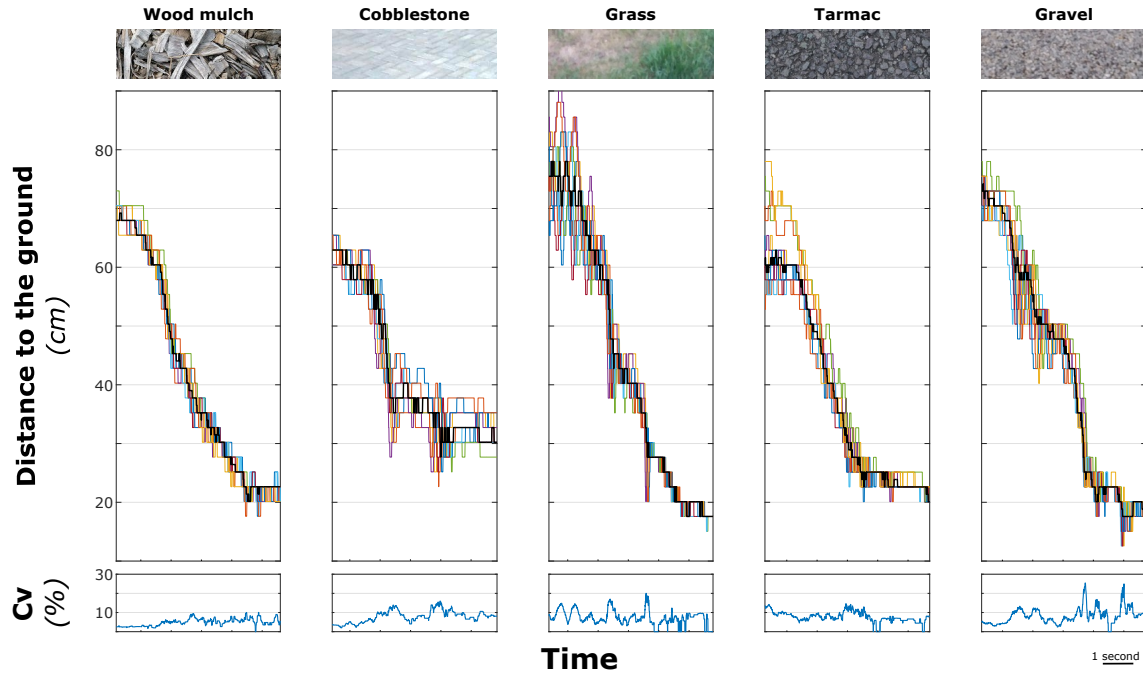 Wood mulch Cobblestone Grass Tarmac Gravel
Distance to the ground
(cm)
80
60
40
20
Cv
(%)
30
10
Time
1 second